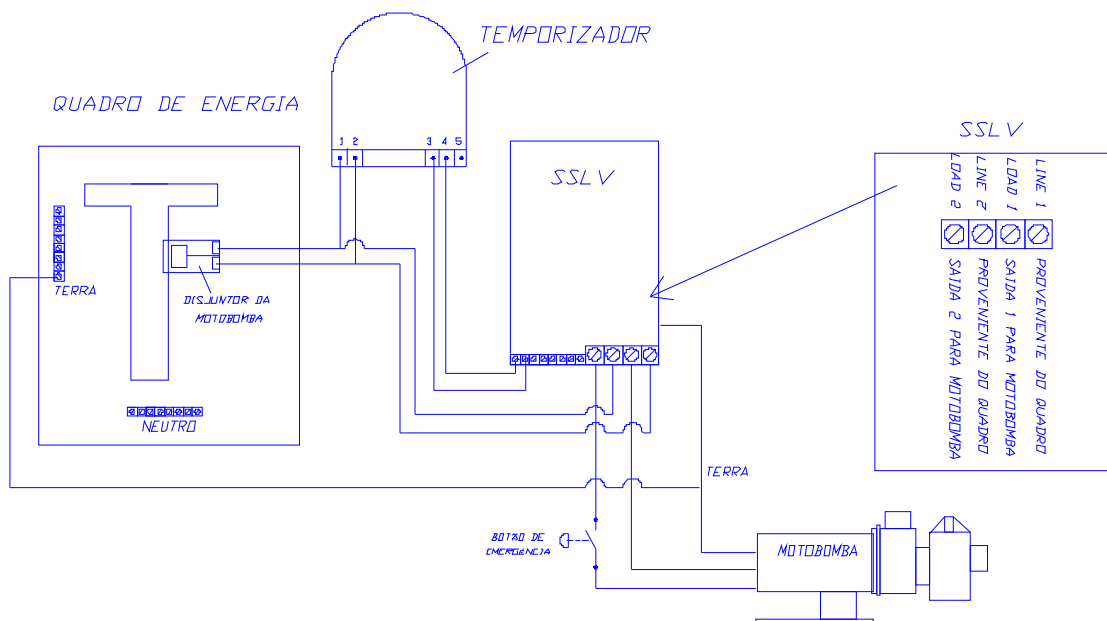 TEMPORIZADOR
QUADRO DE ENERGIA
1 2 3 4 5
SSLV
SSLV
LOAD 2
LINE 2
LOAD 1
LINE 1
SAIDA 2 PARA MOTOBOMBA
PROVENIENTE DO QUADRO
SAIDA 1 PARA MOTOBOMBA
PROVENIENTE DO QUADRO
TERRA
DISJUNTOR DA
MOTOBOMBA
NEUTRO
TERRA
BOTÃO DE
EMERGÊNCIA
MOTOBOMBA